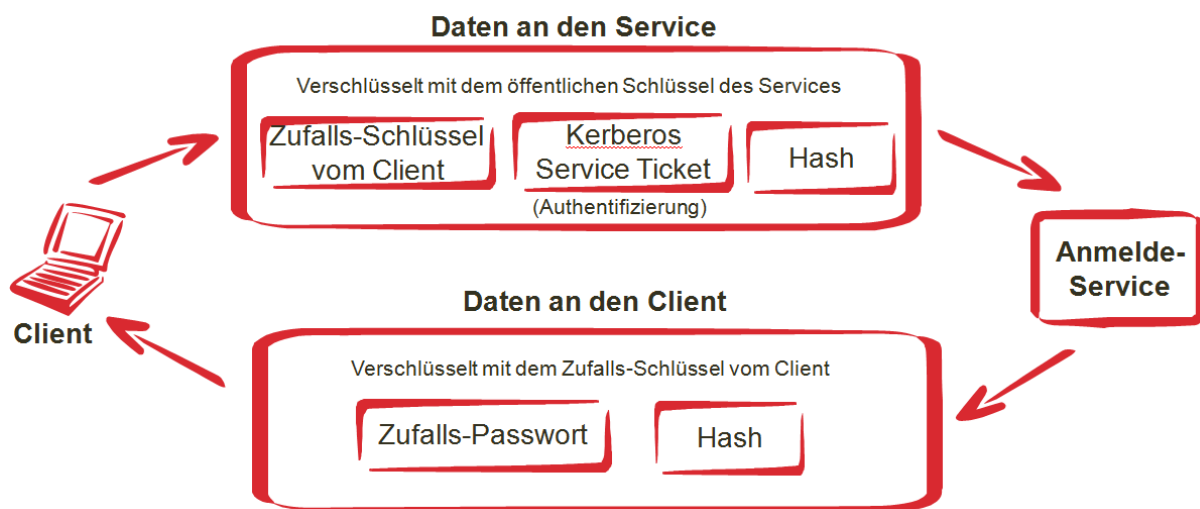 Daten an den Service
Verschlüsselt mit dem öffentlichen Schlüssel des Services
Zufalls-Schlüssel
vom Client
Kerberos
Service Ticket
(Authentifizierung)
Hash
Client
Anmelde-
Service
Daten an den Client
Verschlüsselt mit dem Zufalls-Schlüssel vom Client
Zufalls-Passwort
Hash